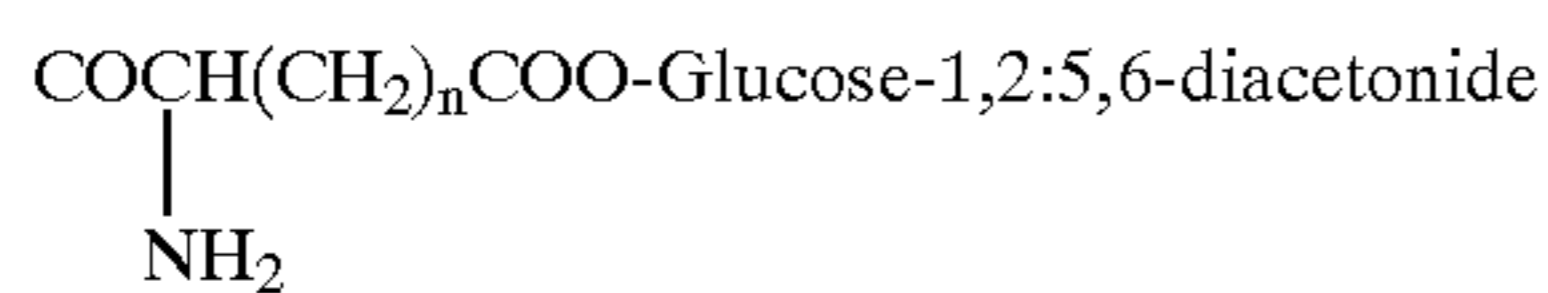 COCH(CH₂)ₙCOO-Glucose-1,2:5,6-diacetonide
NH₂